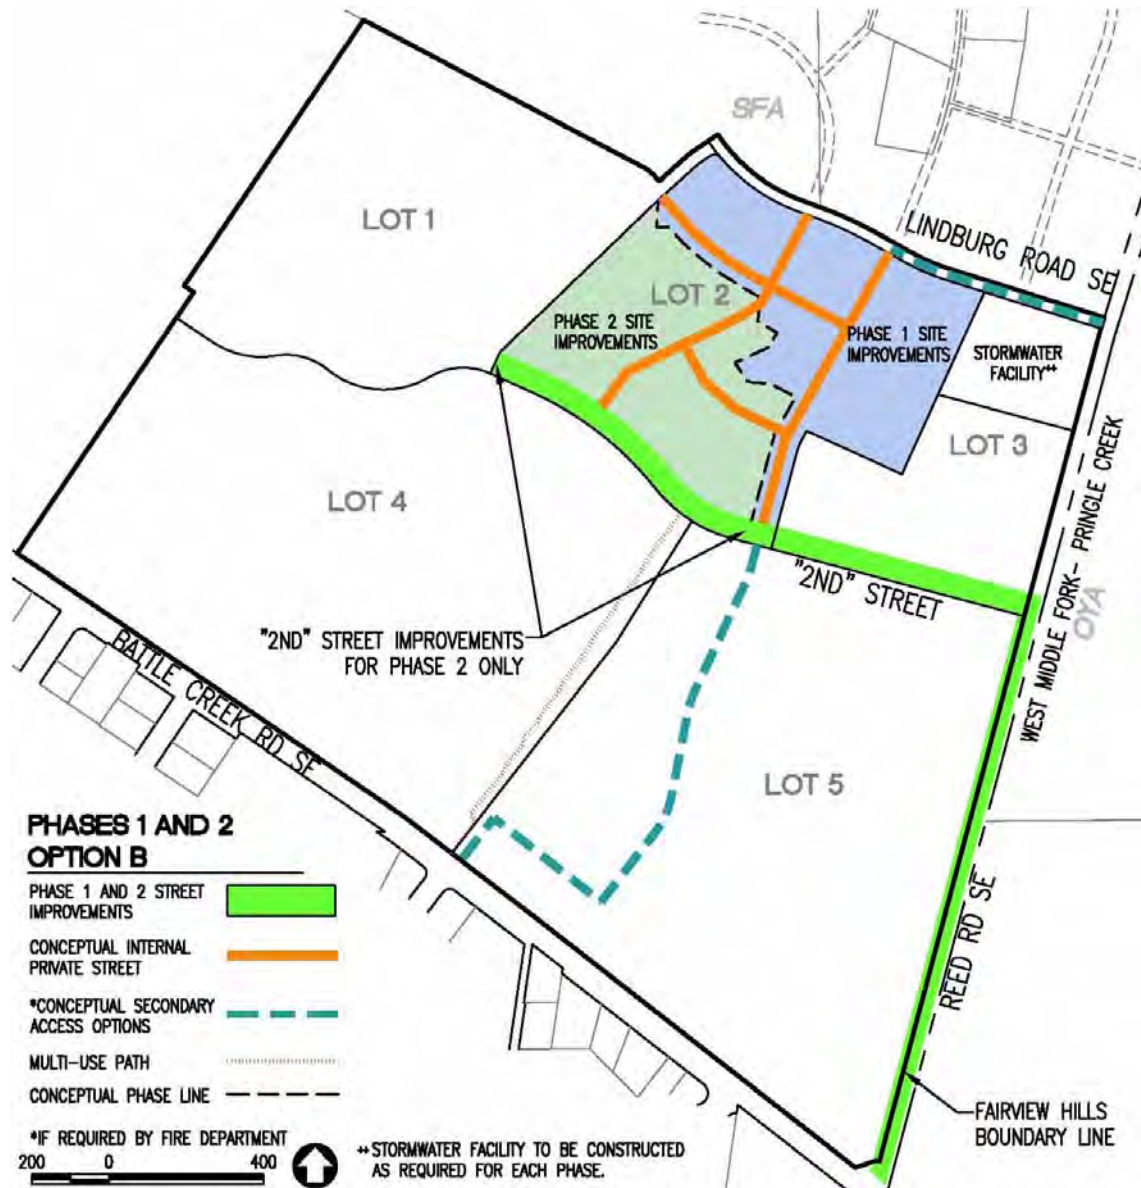 SFA
LINDBURG ROAD SE
LOT 1
LOT 2
PHASE 2 SITE
IMPROVEMENTS
PHASE 1 SITE
IMPROVEMENTS
STORMWATER
FACILITY**
LOT 3
WEST MIDDLE FORK- PRINGLE CREEK
OYA
LOT 4
"2ND" STREET
"2ND" STREET IMPROVEMENTS
FOR PHASE 2 ONLY
BATTLE CREEK RD SE
LOT 5
REED RD SE
PHASES 1 AND 2
OPTION B
PHASE 1 AND 2 STREET
IMPROVEMENTS
CONCEPTUAL INTERNAL
PRIVATE STREET
*CONCEPTUAL SECONDARY
ACCESS OPTIONS
MULTI-USE PATH
CONCEPTUAL PHASE LINE
*IF REQUIRED BY FIRE DEPARTMENT
200 0 400
**STORMWATER FACILITY TO BE CONSTRUCTED
AS REQUIRED FOR EACH PHASE.
FAIRVIEW HILLS
BOUNDARY LINE